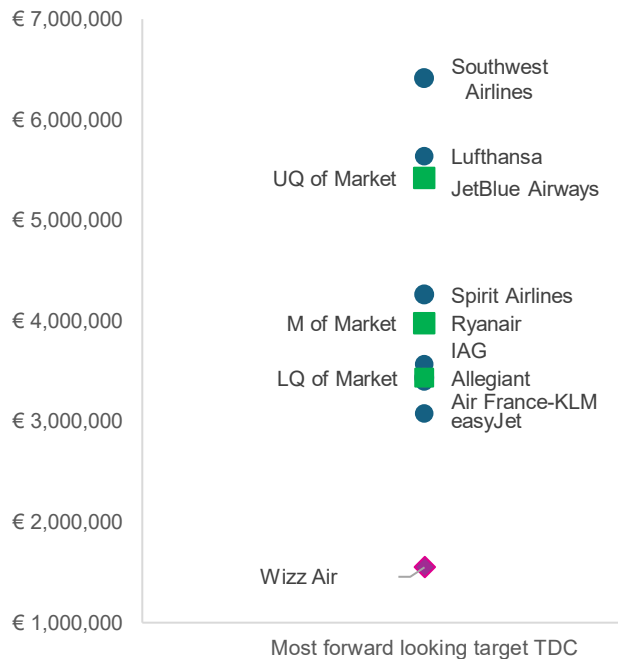 € 7,000,000
Southwest
Airlines
€ 6,000,000
Lufthansa
UQ of Market
JetBlue Airways
€ 5,000,000
Spirit Airlines
€ 4,000,000
M of Market
Ryanair
IAG
LQ of Market
Allegiant
Air France-KLM
€ 3,000,000
easyJet
€ 2,000,000
Wizz Air
€ 1,000,000
Most forward looking target TDC